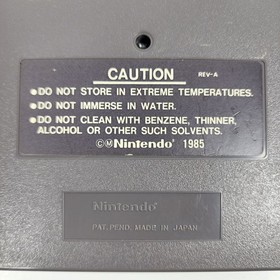 CAUTION REV-A
●DO NOT STORE IN EXTREME TEMPERATURES.
●DO NOT IMMERSE IN WATER.
●DO NOT CLEAN WITH BENZENE, THINNER,
ALCOHOL OR OTHER SUCH SOLVENTS.
©ⓂNintendo 1985
Nintendo
PAT.PEND. MADE IN JAPAN